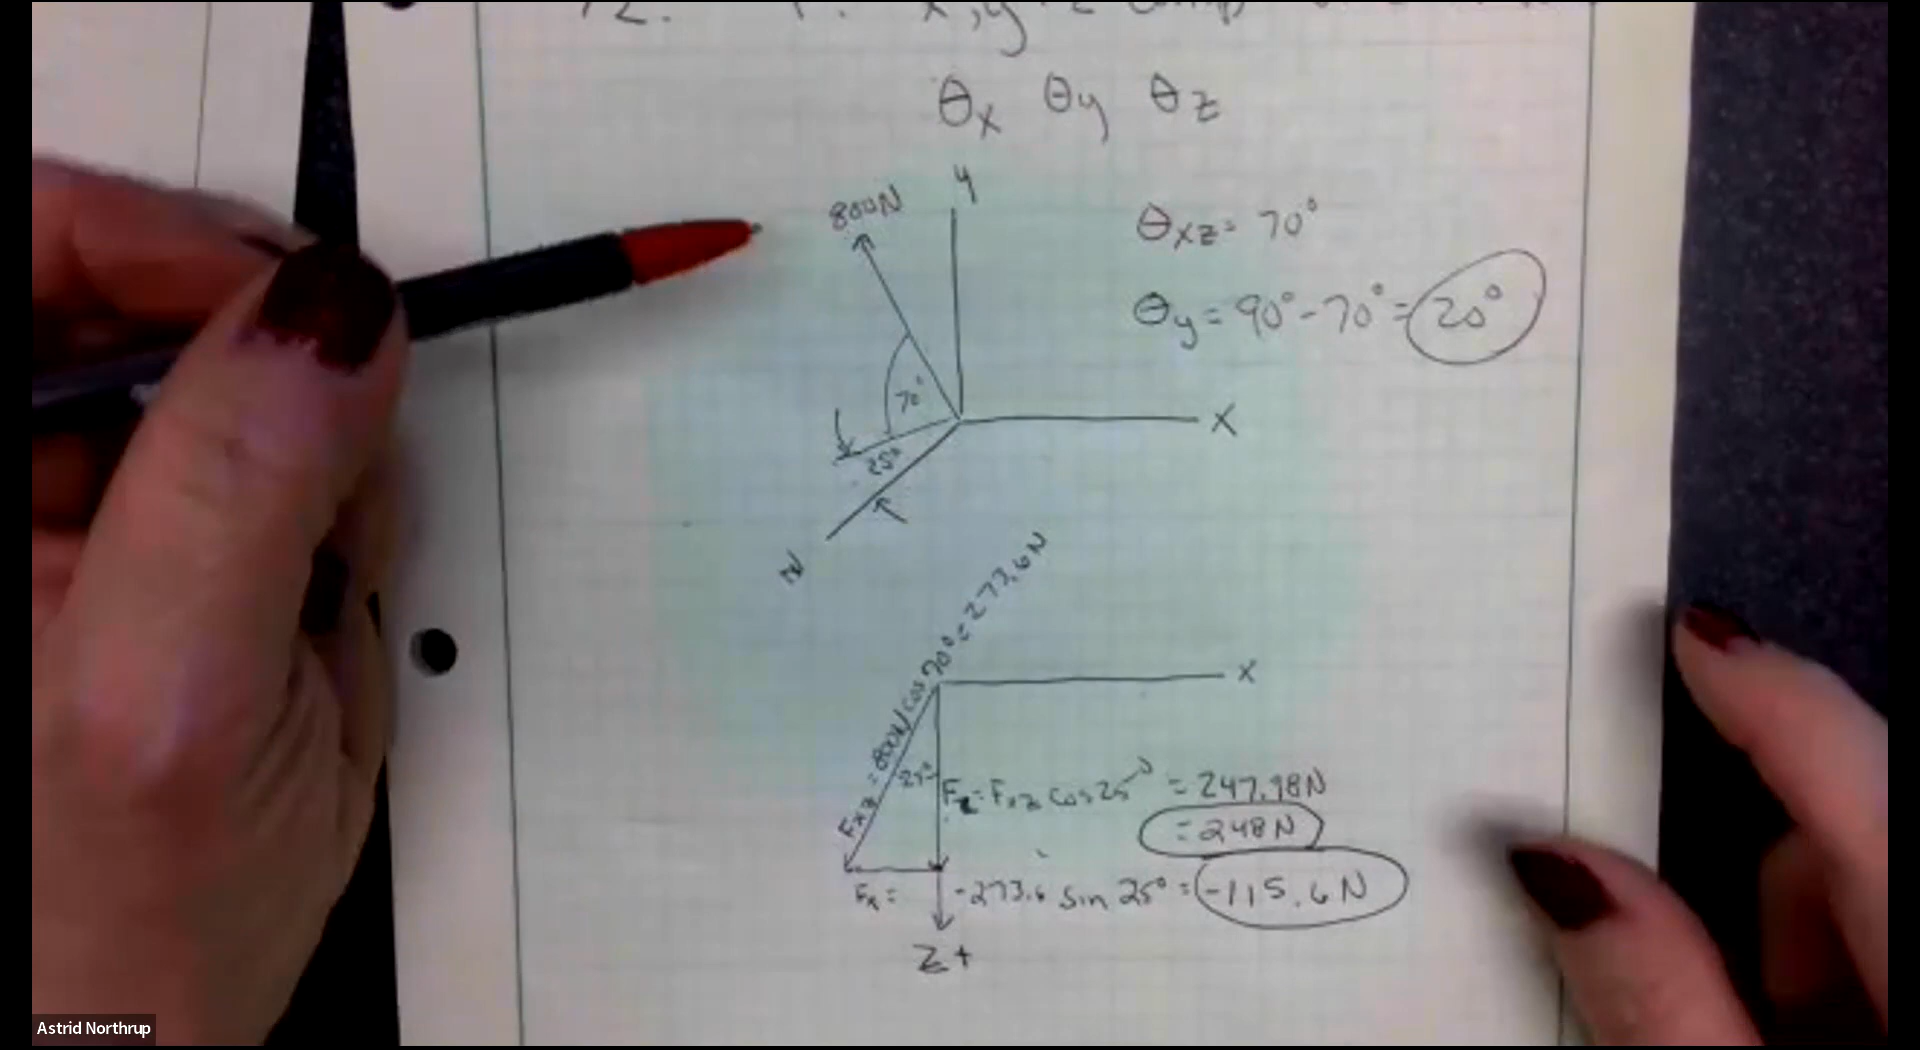 x, y + z comp
θx θy θz
800N
y
θxz = 70°
θy = 90° - 70° = 20°
70°
x
25°
z
Fxz = 800N cos 70° = 273.6N
x
25°
Fz = Fxz cos 25° = 247.98N
= 248N
Fx = -273.6 sin 25° = -115.6N
z+
Astrid Northrup